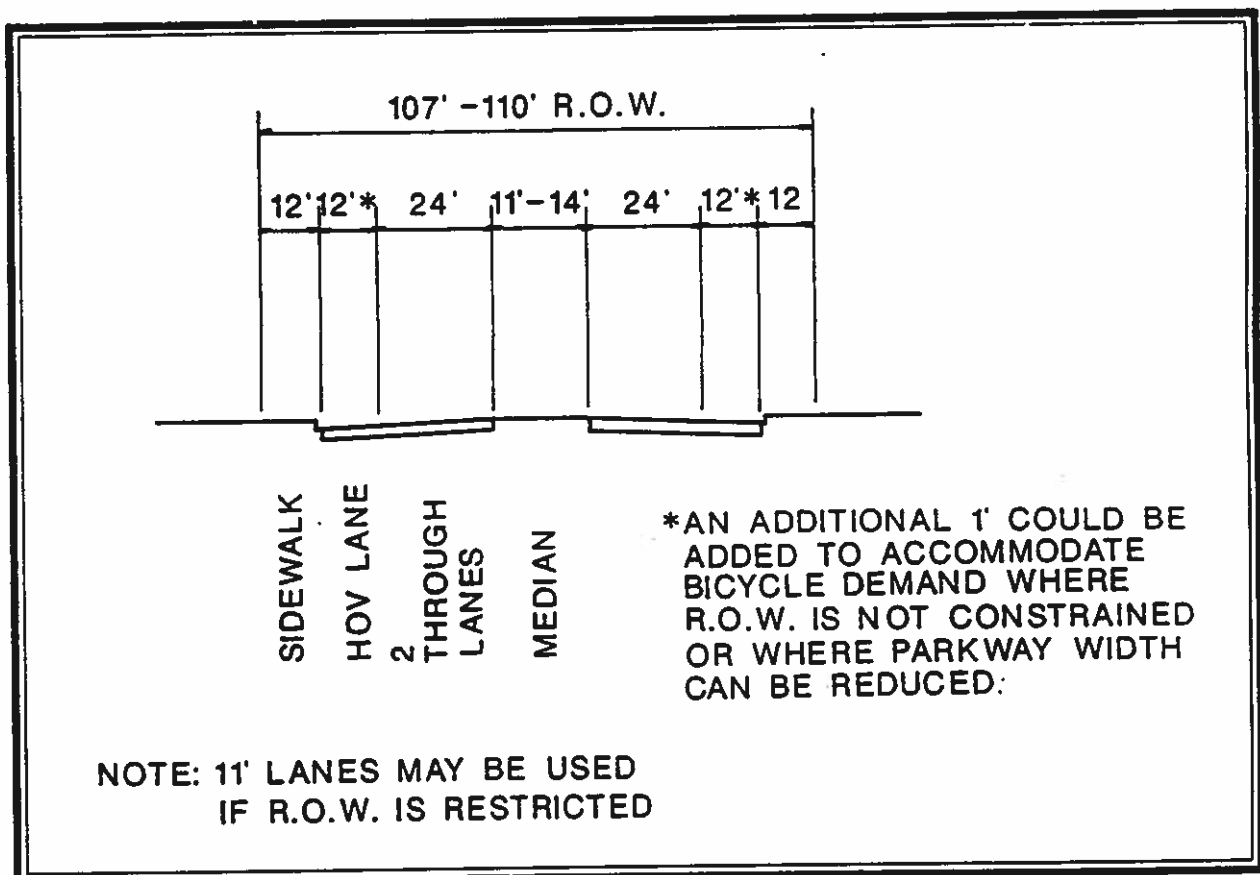 107' -110' R.O.W.
12' 12'* 24' 11'-14' 24' 12'* 12
SIDEWALK
HOV LANE
2
THROUGH
LANES
MEDIAN
*AN ADDITIONAL 1' COULD BE
ADDED TO ACCOMMODATE
BICYCLE DEMAND WHERE
R.O.W. IS NOT CONSTRAINED
OR WHERE PARKWAY WIDTH
CAN BE REDUCED:
NOTE: 11' LANES MAY BE USED
IF R.O.W. IS RESTRICTED